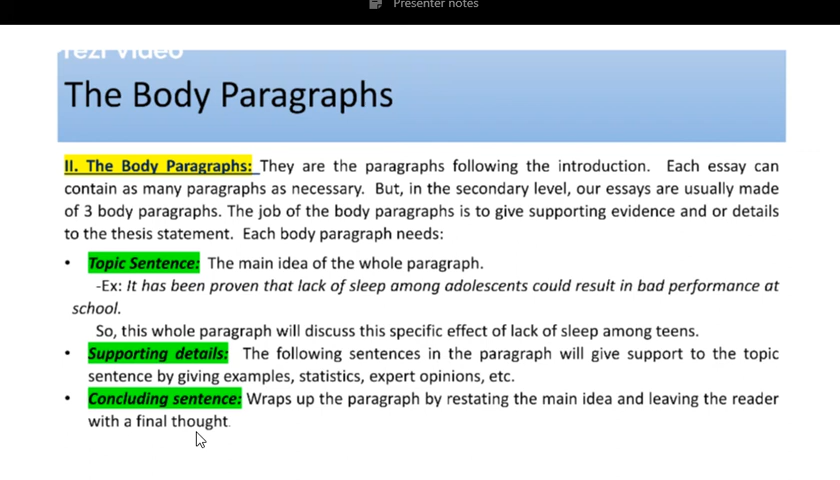 Presenter notes
rezi video
The Body Paragraphs
II. The Body Paragraphs: They are the paragraphs following the introduction. Each essay can
contain as many paragraphs as necessary. But, in the secondary level, our essays are usually made
of 3 body paragraphs. The job of the body paragraphs is to give supporting evidence and or details
to the thesis statement. Each body paragraph needs:
• Topic Sentence: The main idea of the whole paragraph.
-Ex: It has been proven that lack of sleep among adolescents could result in bad performance at
school.
So, this whole paragraph will discuss this specific effect of lack of sleep among teens.
• Supporting details: The following sentences in the paragraph will give support to the topic
sentence by giving examples, statistics, expert opinions, etc.
• Concluding sentence: Wraps up the paragraph by restating the main idea and leaving the reader
with a final thought.